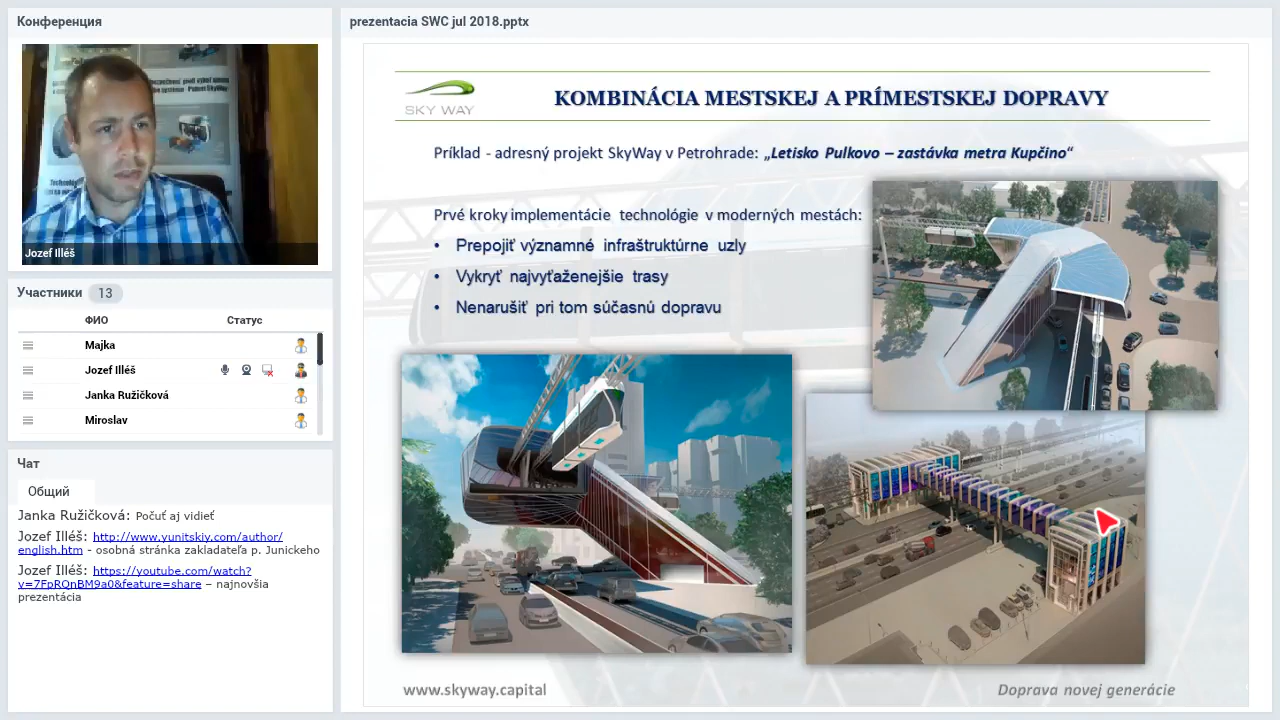 Конференция
Jozef Illéš
Участники 13
ФИО Статус
Majka
Jozef Illéš
Janka Ružičková
Miroslav
Чат
Общий
Janka Ružičková: Počuť aj vidieť
Jozef Illéš: http://www.yunitskiy.com/author/
english.htm - osobná stránka zakladateľa p. Junickeho
Jozef Illéš: https://youtube.com/watch?
v=7FpRQnBM9a0&feature=share – najnovšia
prezentácia
prezentacia SWC jul 2018.pptx
SKY WAY
KOMBINÁCIA MESTSKEJ A PRÍMESTSKEJ DOPRAVY
Príklad - adresný projekt SkyWay v Petrohrade: „Letisko Pulkovo – zastávka metra Kupčino“
Prvé kroky implementácie technológie v moderných mestách:
• Prepojiť významné infraštruktúrne uzly
• Vykryť najvyťaženejšie trasy
• Nenarušiť pri tom súčasnú dopravu
www.skyway.capital
Doprava novej generácie